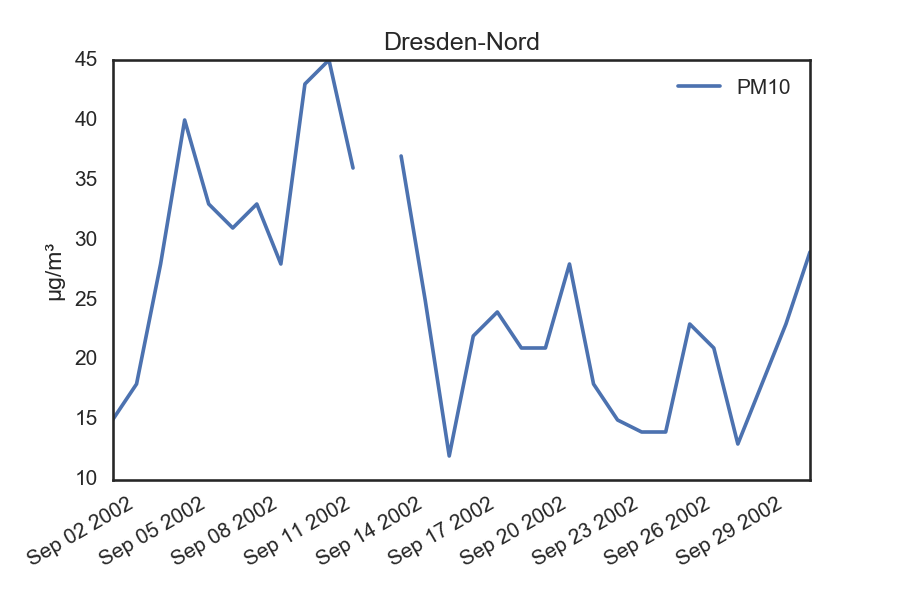 Dresden-Nord
45
40
35
30
25
20
15
10
µg/m³
PM10
Sep 02 2002
Sep 05 2002
Sep 08 2002
Sep 11 2002
Sep 14 2002
Sep 17 2002
Sep 20 2002
Sep 23 2002
Sep 26 2002
Sep 29 2002